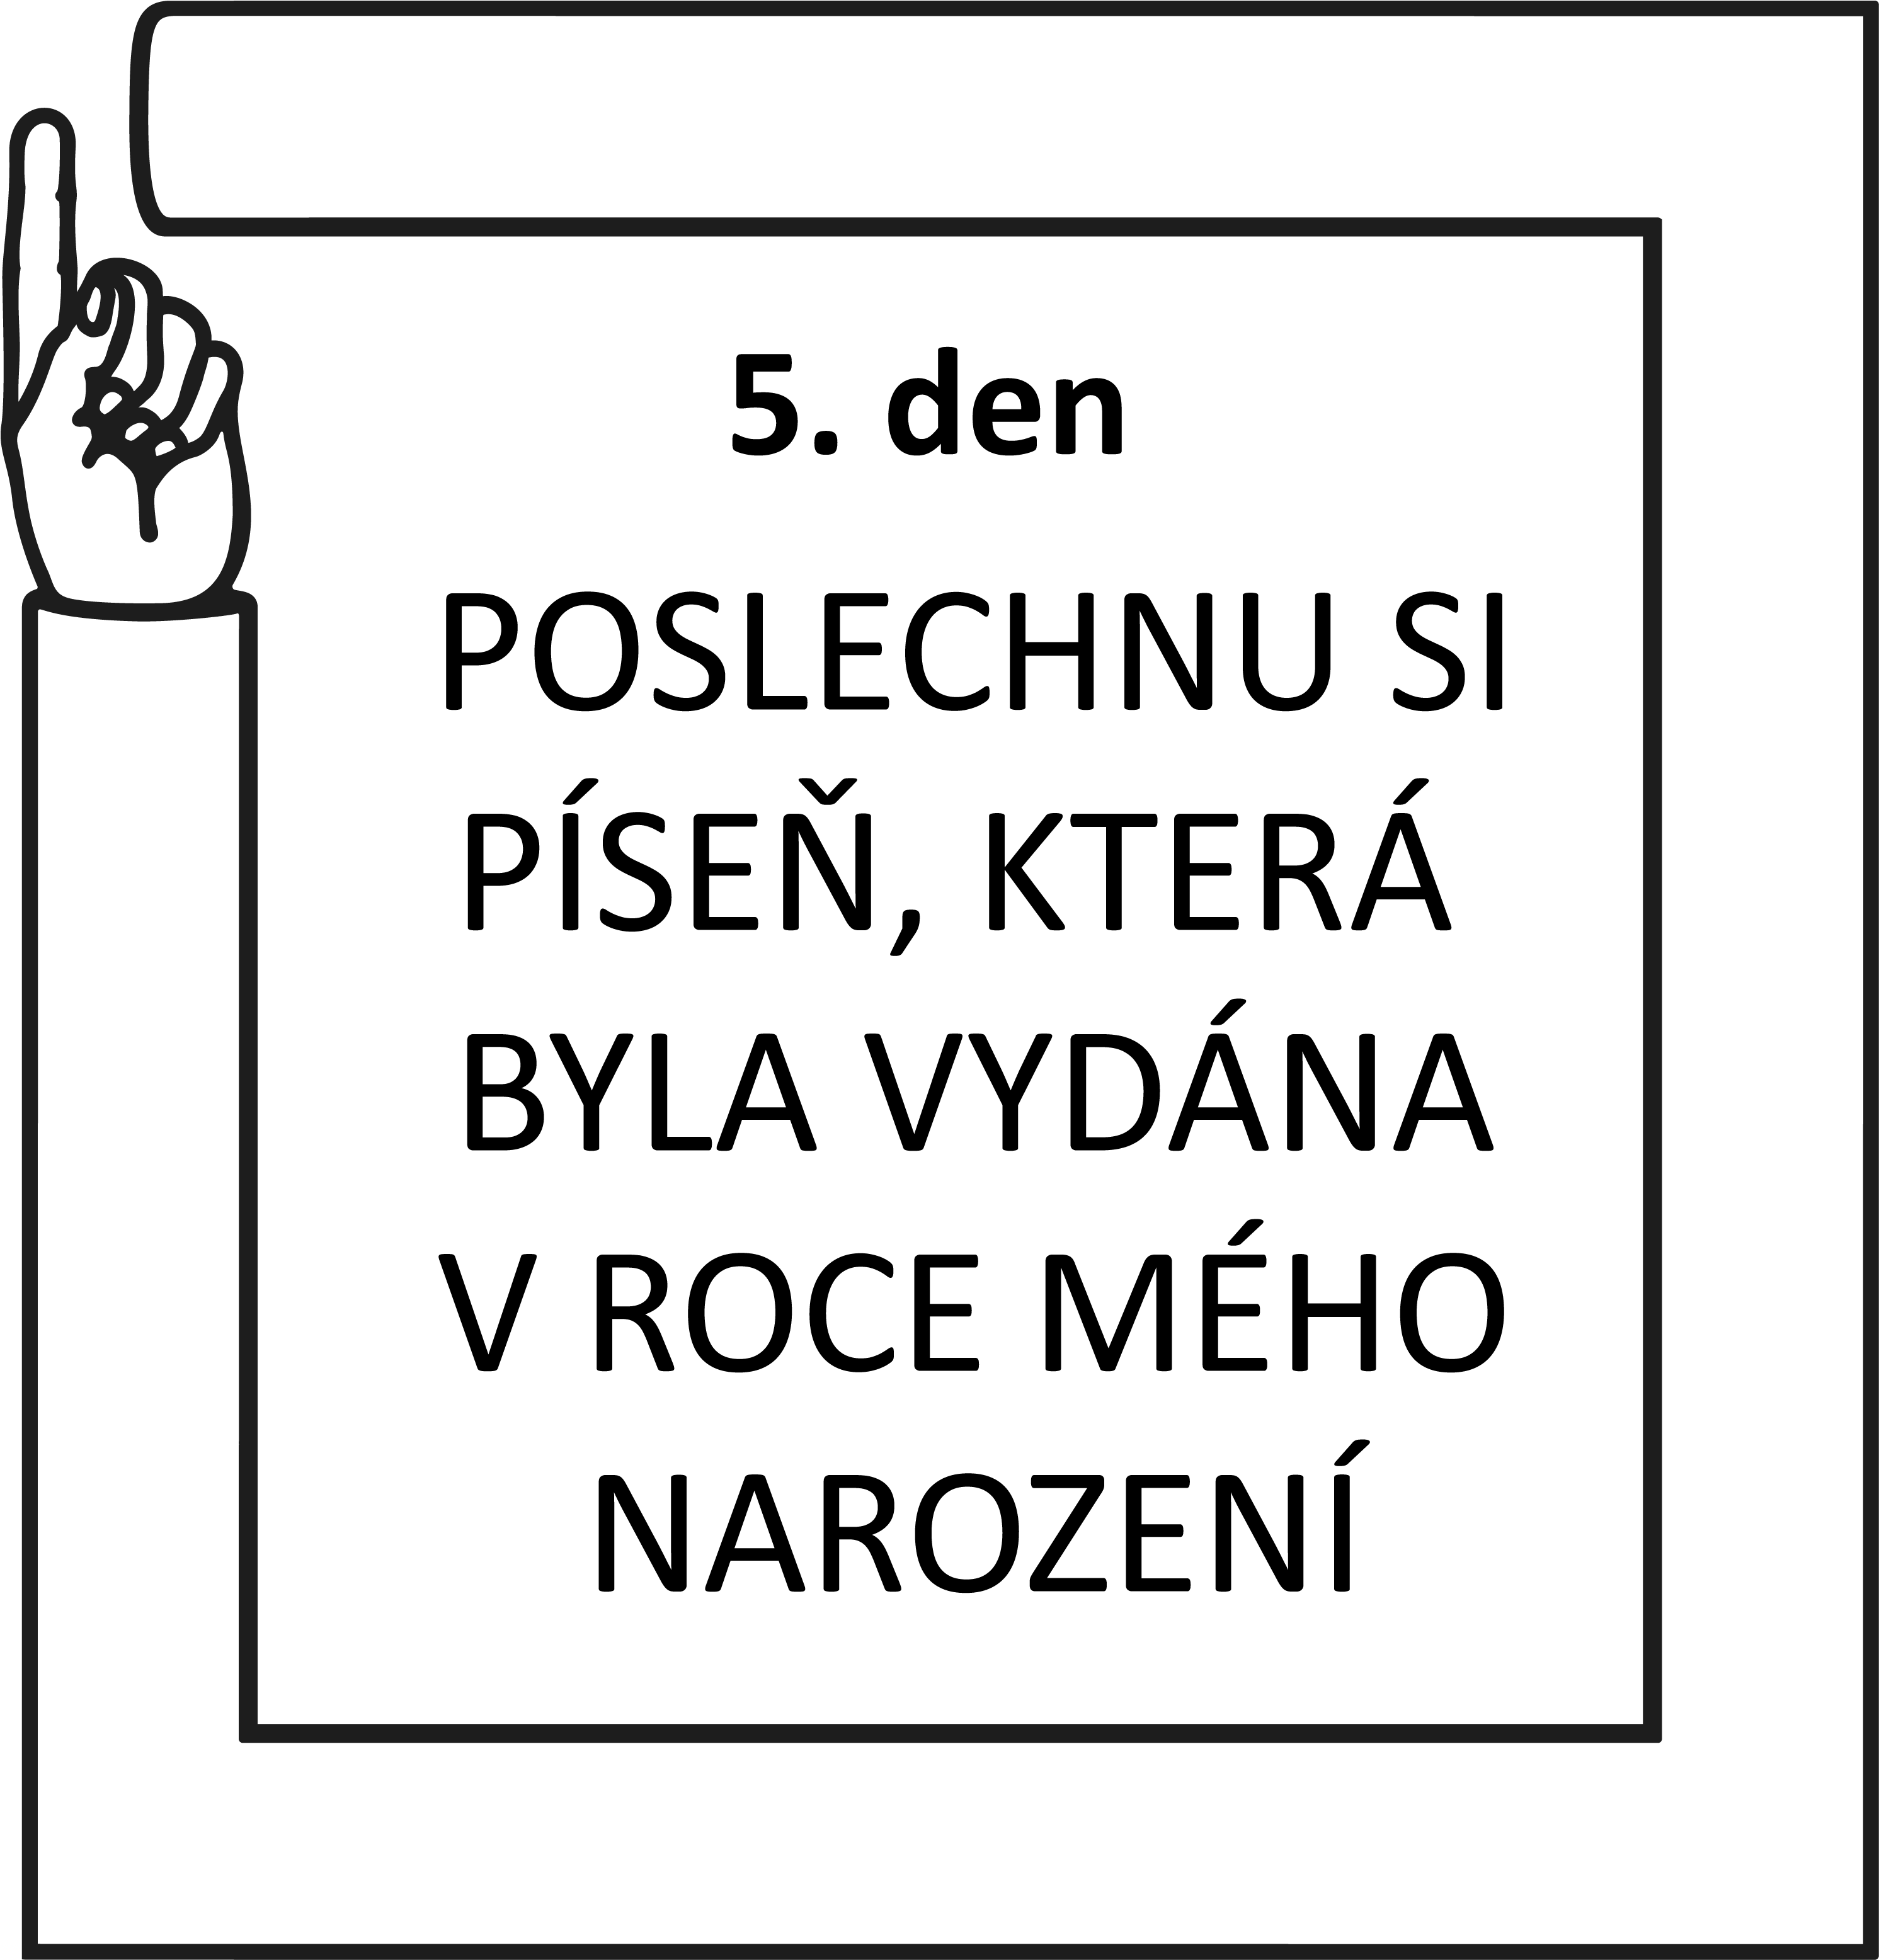 5. den
POSLECHNU SI
PÍSEŇ, KTERÁ
BYLA VYDÁNA
V ROCE MÉHO
NAROZENÍ